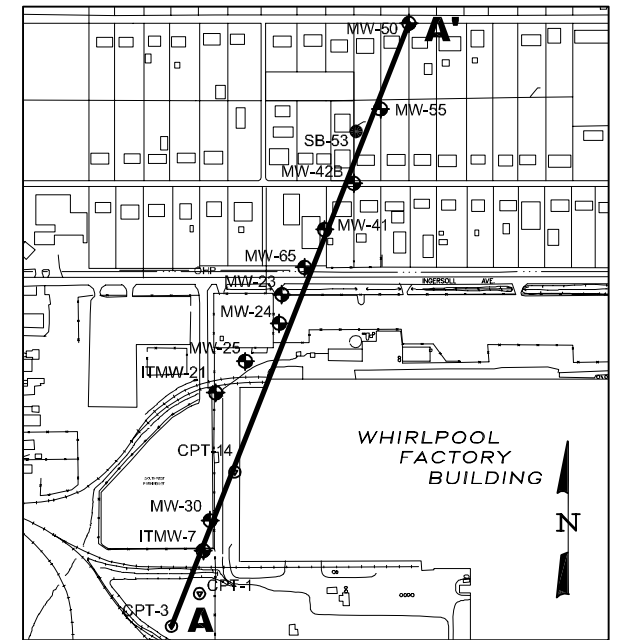 MW-50
A'
MW-55
SB-53
MW-42B
MW-41
MW-65
OHP
MW-23
INGERSOLL AVE.
MW-24
MW-25
ITMW-21
CPT-14
WHIRLPOOL
FACTORY
BUILDING
MW-30
N
ITMW-7
CPT-1
CPT-3
A